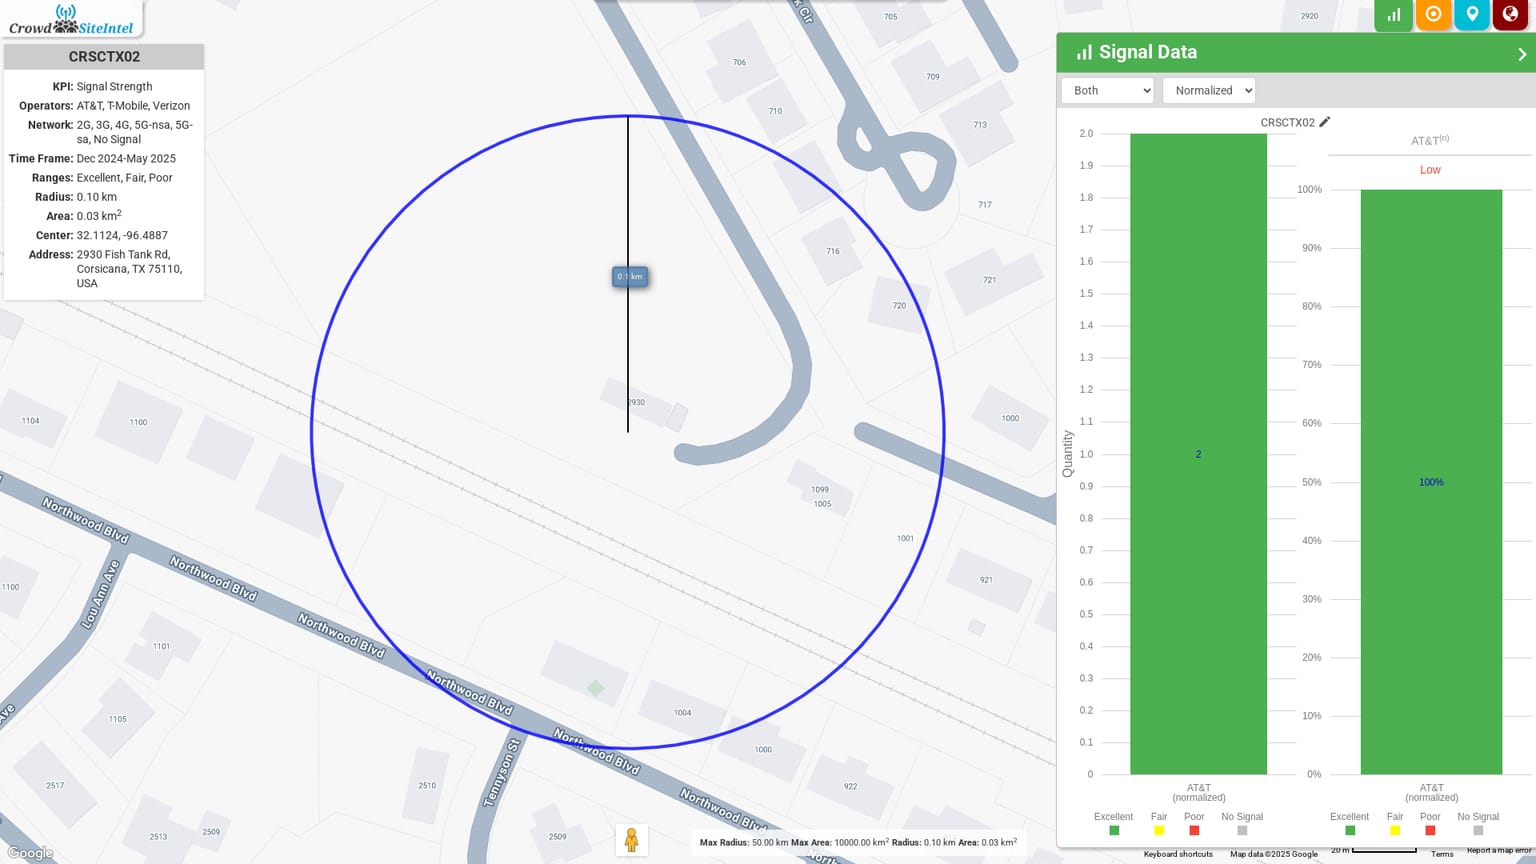 Crowd SiteIntel
CRSCTX02
KPI: Signal Strength
Operators: AT&T, T-Mobile, Verizon
Network: 2G, 3G, 4G, 5G-nsa, 5G-
sa, No Signal
Time Frame: Dec 2024-May 2025
Ranges: Excellent, Fair, Poor
Radius: 0.10 km
Area: 0.03 km²
Center: 32.1124, -96.4887
Address: 2930 Fish Tank Rd,
Corsicana, TX 75110,
USA
705
706
709
710
713
717
716
721
720
0.1 km
2930
1000
1104
1100
1099
1005
1001
921
Northwood Blvd
Northwood Blvd
Northwood Blvd
Northwood Blvd
Northwood Blvd
Northwood Blvd
Lou Ann Ave
Tennyson St
1100
1101
1105
1004
1000
922
2517
2510
2513
2509
2509
2920
Google
Max Radius: 50.00 km Max Area: 10000.00 km² Radius: 0.10 km Area: 0.03 km²
Signal Data
Both
Normalized
CRSCTX02
AT&T(n)
Low
Quantity
2.0
1.9
1.8
1.7
1.6
1.5
1.4
1.3
1.2
1.1
1.0
0.9
0.8
0.7
0.6
0.5
0.4
0.3
0.2
0.1
0
2
AT&T
(normalized)
Excellent Fair Poor No Signal
100%
90%
80%
70%
60%
50%
40%
30%
20%
10%
0%
100%
AT&T
(normalized)
Excellent Fair Poor No Signal
Keyboard shortcuts Map data ©2025 Google 20 m Terms Report a map error